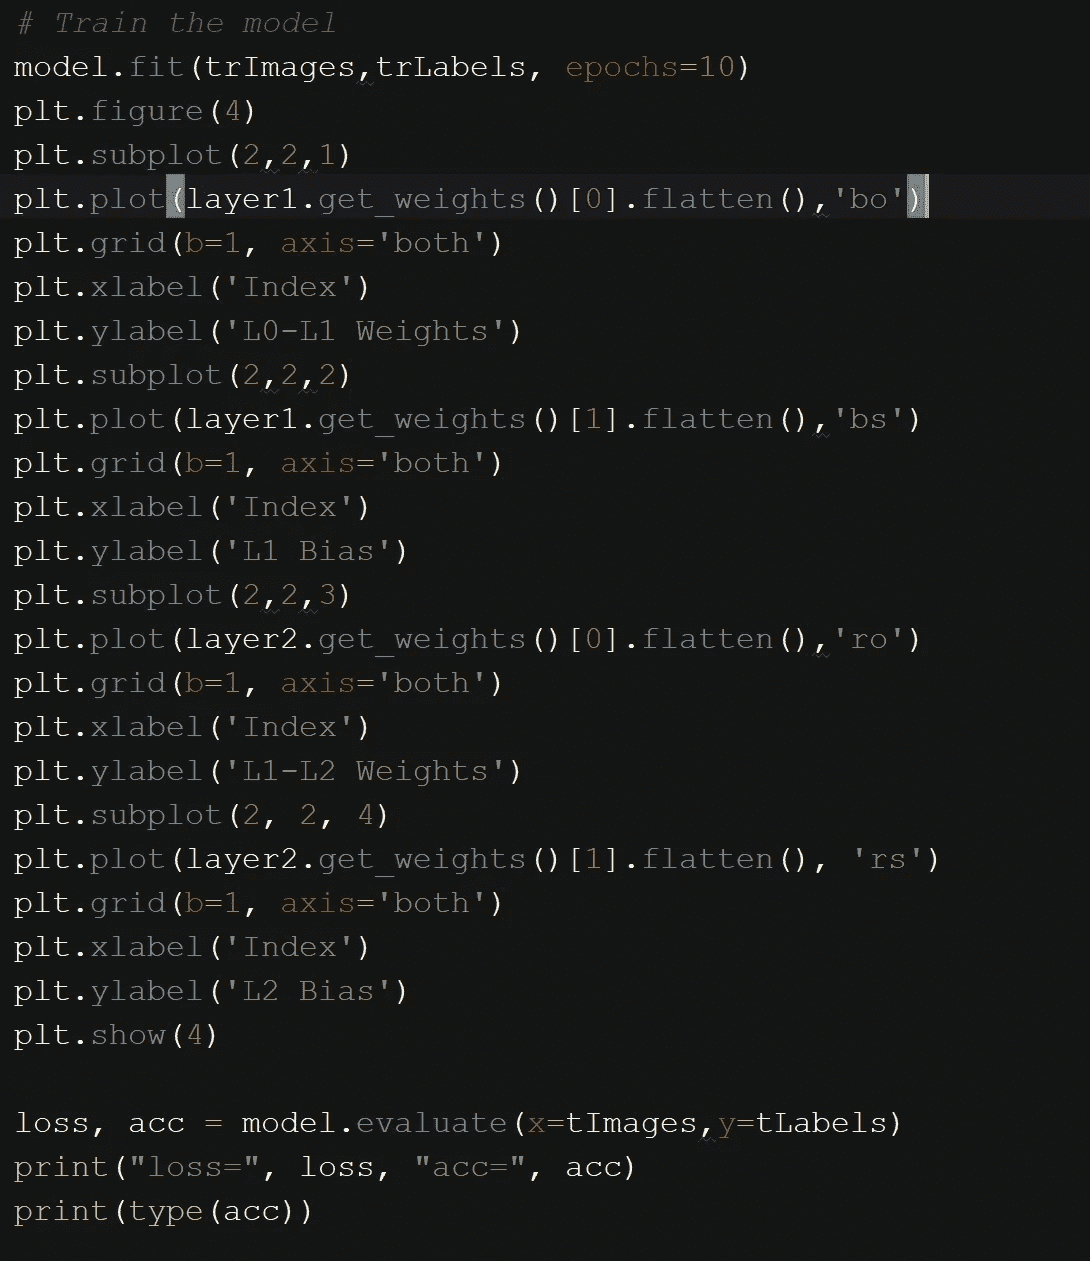 # Train the model
model.fit(trImages,trLabels, epochs=10)
plt.figure(4)
plt.subplot(2,2,1)
plt.plot(layer1.get_weights()[0].flatten(),'bo')
plt.grid(b=1, axis='both')
plt.xlabel('Index')
plt.ylabel('L0-L1 Weights')
plt.subplot(2,2,2)
plt.plot(layer1.get_weights()[1].flatten(),'bs')
plt.grid(b=1, axis='both')
plt.xlabel('Index')
plt.ylabel('L1 Bias')
plt.subplot(2,2,3)
plt.plot(layer2.get_weights()[0].flatten(),'ro')
plt.grid(b=1, axis='both')
plt.xlabel('Index')
plt.ylabel('L1-L2 Weights')
plt.subplot(2, 2, 4)
plt.plot(layer2.get_weights()[1].flatten(), 'rs')
plt.grid(b=1, axis='both')
plt.xlabel('Index')
plt.ylabel('L2 Bias')
plt.show(4)
loss, acc = model.evaluate(x=tImages,y=tLabels)
print("loss=", loss, "acc=", acc)
print(type(acc))